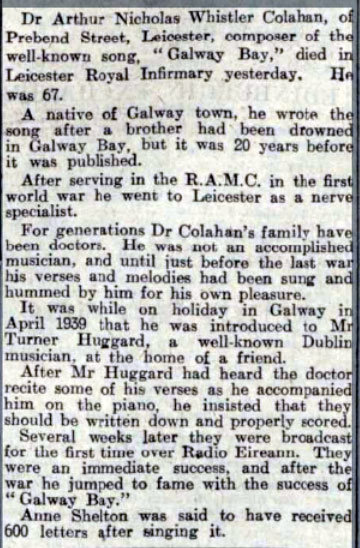 Dr Arthur Nicholas Whistler Colahan, of
Prebend Street, Leicester, composer of the
well-known song, "Galway Bay," died in
Leicester Royal Infirmary yesterday. He
was 67.
A native of Galway town, he wrote the
song after a brother had been drowned
in Galway Bay, but it was 20 years before
it was published.
After serving in the R.A.M.C. in the first
world war he went to Leicester as a nerve
specialist.
For generations Dr Colahan's family have
been doctors. He was not an accomplished
musician, and until just before the last war
his verses and melodies had been sung and
hummed by him for his own pleasure.
It was while on holiday in Galway in
April 1939 that he was introduced to Mr
Turner Huggard, a well-known Dublin
musician, at the home of a friend.
After Mr Huggard had heard the doctor
recite some of his verses as he accompanied
him on the piano, he insisted that they
should be written down and properly scored.
Several weeks later they were broadcast
for the first time over Radio Eireann. They
were an immediate success, and after the
war he jumped to fame with the success of
"Galway Bay."
Anne Shelton was said to have received
600 letters after singing it.